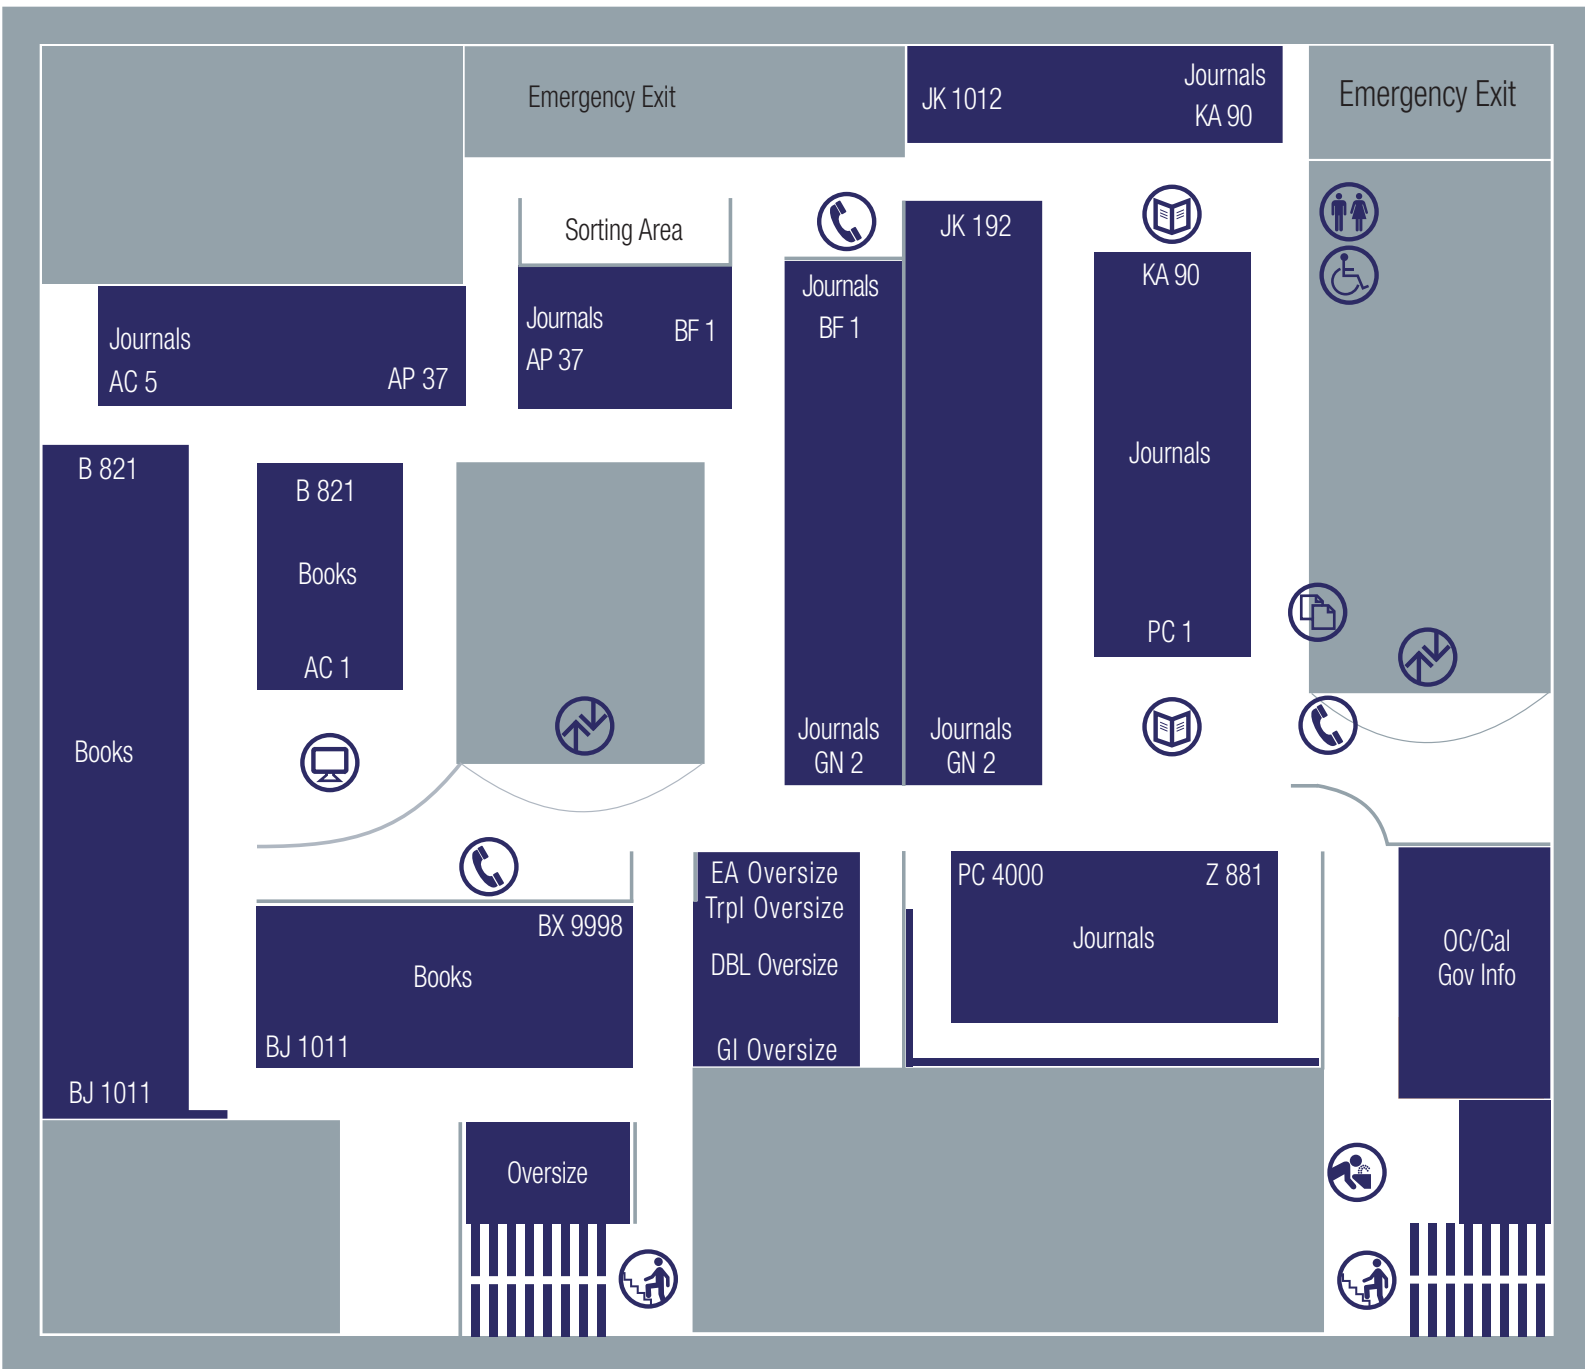 Emergency Exit
JK 1012
Journals
KA 90
Emergency Exit
Sorting Area
JK 192
Journals
AP 37
BF 1
Journals
BF 1
KA 90
Journals
AC 5
AP 37
B 821
B 821
Books
AC 1
Journals
PC 1
Books
Journals
GN 2
Journals
GN 2
BX 9998
Books
BJ 1011
BJ 1011
EA Oversize
Trpl Oversize
DBL Oversize
GI Oversize
PC 4000
Z 881
Journals
OC/Cal
Gov Info
Oversize